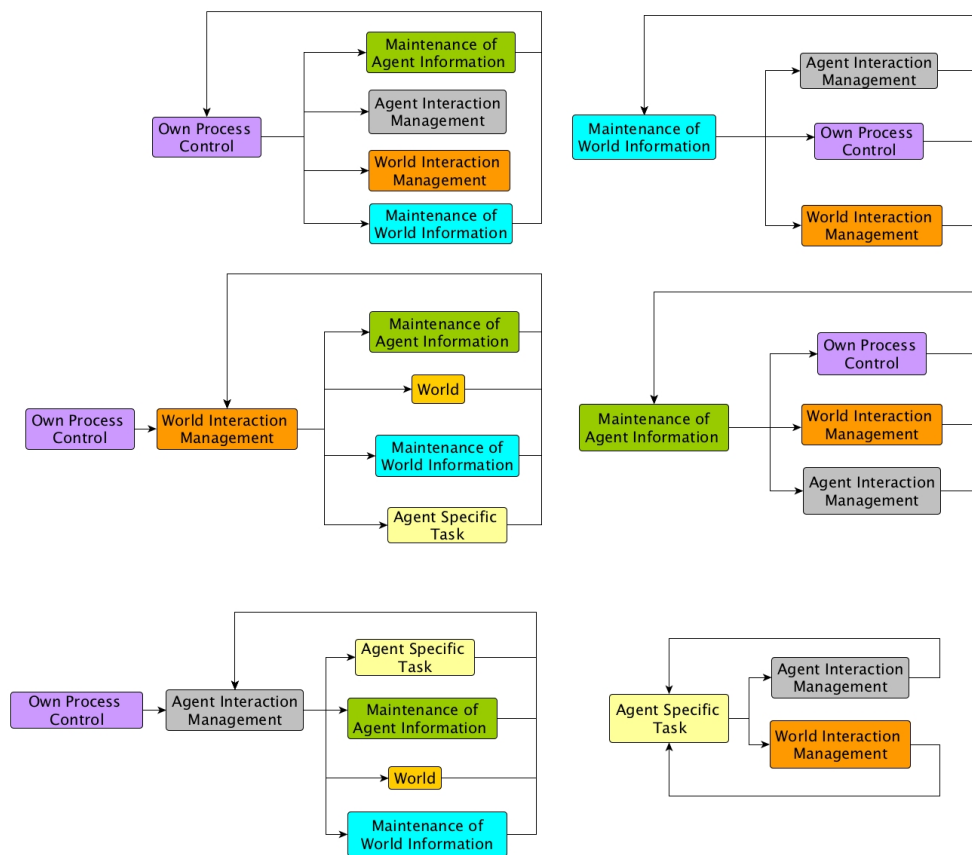 Maintenance of
Agent Information
Agent Interaction
Management
Own Process
Control
World Interaction
Management
Maintenance of
World Information
Agent Interaction
Management
Maintenance of
World Information
Own Process
Control
World Interaction
Management
Maintenance of
Agent Information
World
Own Process
Control
World Interaction
Management
Maintenance of
World Information
Agent Specific
Task
Own Process
Control
Maintenance of
Agent Information
World Interaction
Management
Agent Interaction
Management
Agent Specific
Task
Own Process
Control
Agent Interaction
Management
Maintenance of
Agent Information
World
Maintenance of
World Information
Agent Interaction
Management
Agent Specific
Task
World Interaction
Management